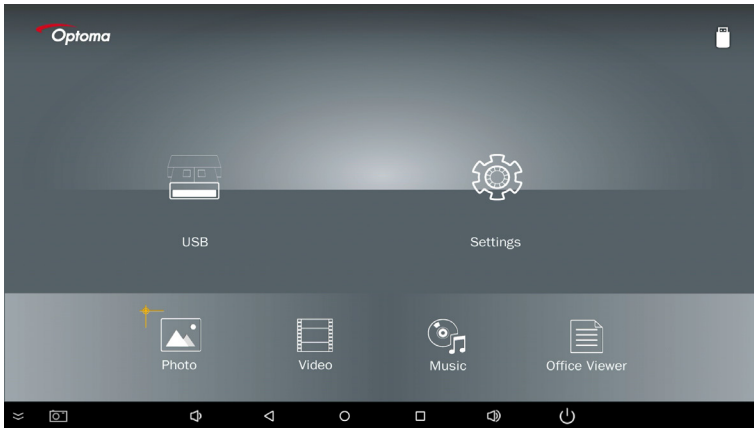 Optoma
USB
Settings
Photo
Video
Music
Office Viewer